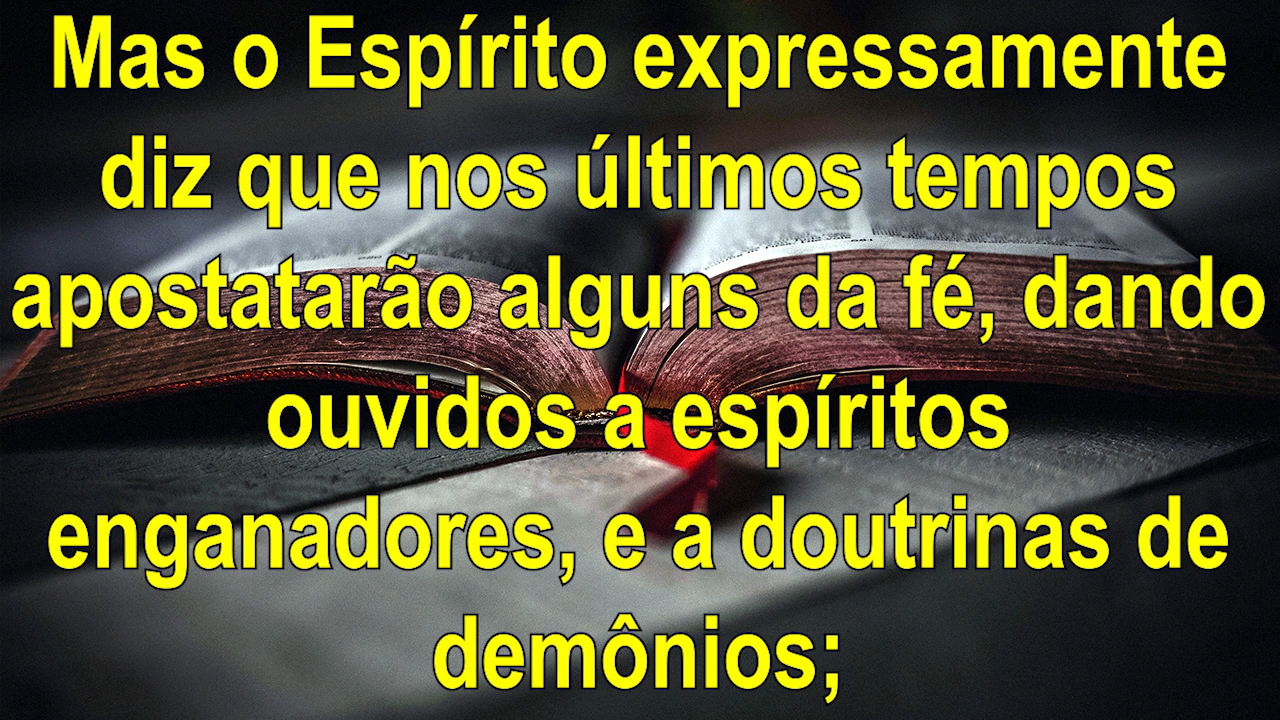 Mas o Espírito expressamente
diz que nos últimos tempos
apostatarão alguns da fé, dando
ouvidos a espíritos
enganadores, e a doutrinas de
demônios;